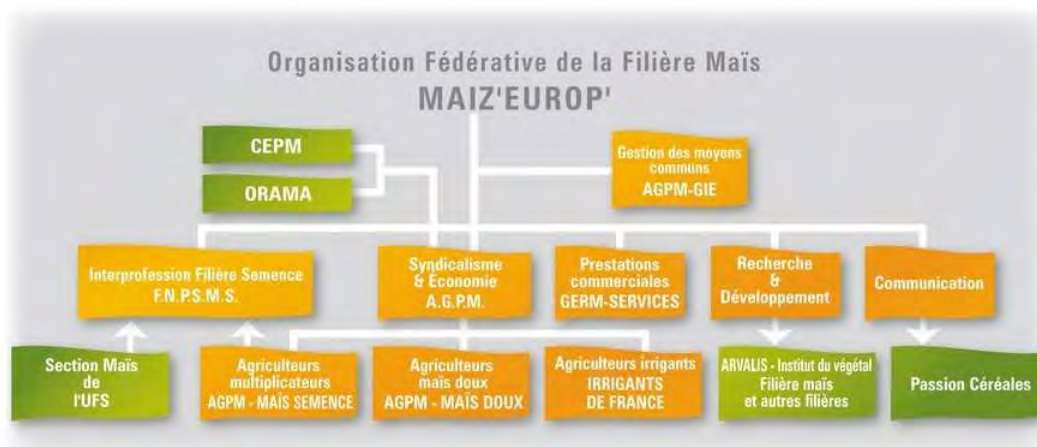 Organisation Fédérative de la Filière Maïs
MAIZ'EUROP'
CEPM
ORAMA
Gestion des moyens
communs
AGPM-GIE
Interprofession Filière Semence
F.N.P.S.M.S.
Syndicalisme
& Économie
A.G.P.M.
Prestations
commerciales
GERM-SERVICES
Recherche
&
Développement
Communication
Section Maïs
de
l'UFS
Agriculteurs
multiplicateurs
AGPM - MAÏS SEMENCE
Agriculteurs
maïs doux
AGPM - MAÏS DOUX
Agriculteurs irrigants
IRRIGANTS
DE FRANCE
ARVALIS - Institut du végétal
Filière maïs
et autres filières
Passion Céréales